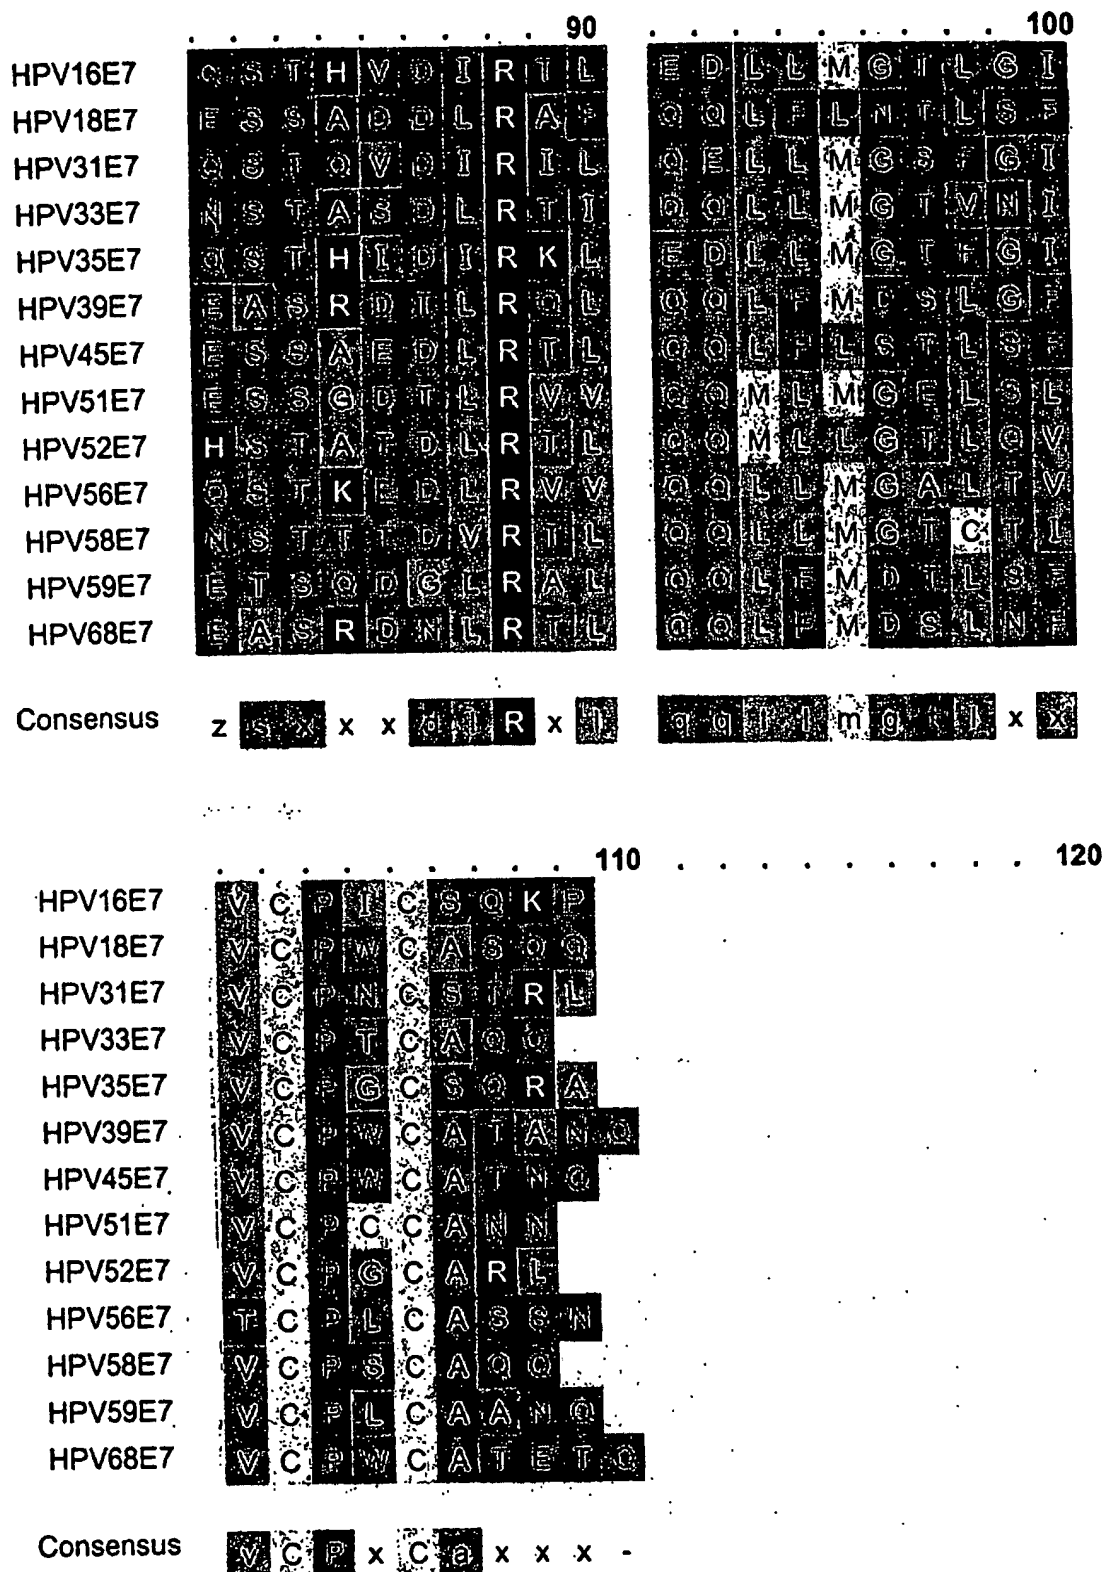 90 100
HPV16E7 Q S T H V D I R T L E D L L M G T L G I
HPV18E7 E S S A D D L R A F Q Q L F L N T L S F
HPV31E7 Q S T Q V D I R I L Q E L L M G S F G I
HPV33E7 N S T A S D L R T I Q Q L L M G T V N I
HPV35E7 Q S T H I D I R K L E D L L M G T F G I
HPV39E7 E A S R D T L R Q L Q Q L F M D S L G F
HPV45E7 E S S A E D L R T L Q Q L F L S T L S F
HPV51E7 E S S G D T L R V V Q Q M L M G E L S L
HPV52E7 H S T A T D L R T L Q Q M L L G T L Q V
HPV56E7 Q S T K E D L R V V Q Q L L M G A L T V
HPV58E7 N S T T T D V R T L Q Q L L M G T C T I
HPV59E7 E T S Q D G L R A L Q Q L F M D T L S F
HPV68E7 E A S R D N L R T L Q Q L F M D S L N F
Consensus z s x x x d l R x l q q l l m g t l x x
110 120
HPV16E7 V C P I C S Q K P
HPV18E7 V C P W C A S Q Q
HPV31E7 V C P N C S T R L
HPV33E7 V C P T C A Q Q
HPV35E7 V C P G C S Q R A
HPV39E7 V C P W C A T A N Q
HPV45E7 V C P W C A T N Q
HPV51E7 V C P C C A N N
HPV52E7 V C P G C A R L
HPV56E7 T C P L C A S S N
HPV58E7 V C P S C A Q Q
HPV59E7 V C P L C A A N Q
HPV68E7 V C P W C A T E T Q
Consensus v C P x C a x x x -